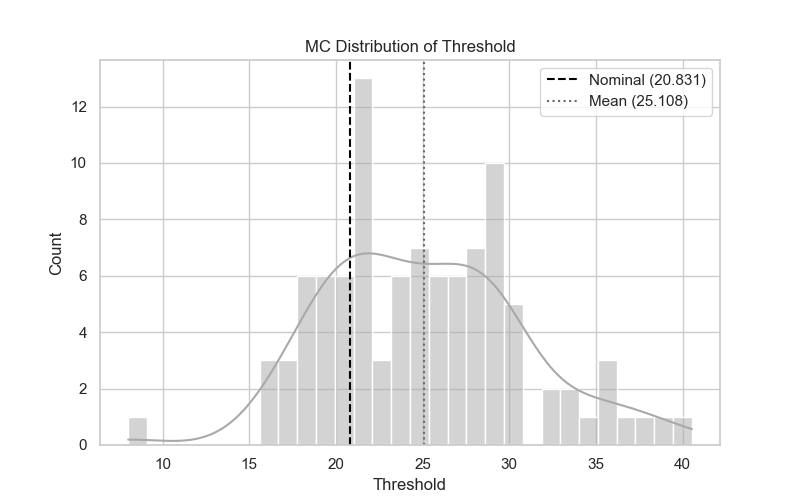 MC Distribution of Threshold
Nominal (20.831)
Mean (25.108)
Count
12
10
8
6
4
2
0
10 15 20 25 30 35 40
Threshold